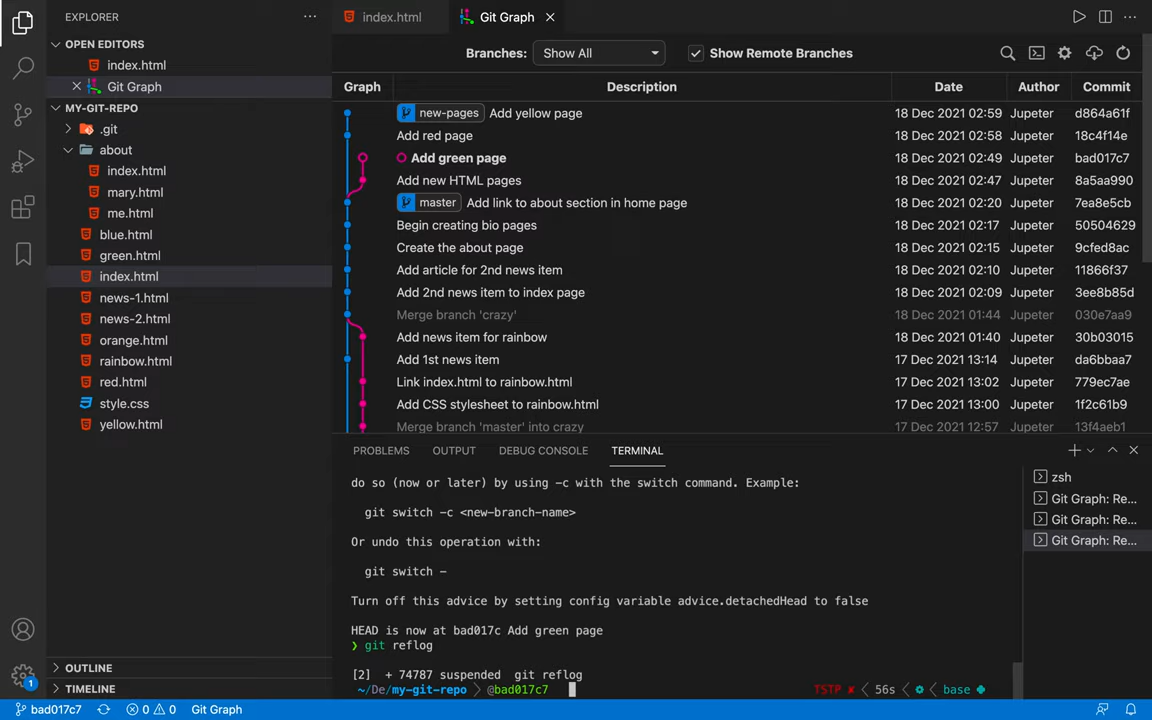 EXPLORER
index.html
Git Graph
OPEN EDITORS
index.html
Git Graph
MY-GIT-REPO
.git
about
index.html
mary.html
me.html
blue.html
green.html
index.html
news-1.html
news-2.html
orange.html
rainbow.html
red.html
style.css
yellow.html
OUTLINE
TIMELINE
Branches: Show All Show Remote Branches
Graph Description Date Author Commit
new-pages Add yellow page 18 Dec 2021 02:59 Jupeter d864a61f
Add red page 18 Dec 2021 02:58 Jupeter 18c4f14e
Add green page 18 Dec 2021 02:49 Jupeter bad017c7
Add new HTML pages 18 Dec 2021 02:47 Jupeter 8a5aa990
master Add link to about section in home page 18 Dec 2021 02:20 Jupeter 7ea8e5cb
Begin creating bio pages 18 Dec 2021 02:17 Jupeter 50504629
Create the about page 18 Dec 2021 02:15 Jupeter 9cfed8ac
Add article for 2nd news item 18 Dec 2021 02:10 Jupeter 11866f37
Add 2nd news item to index page 18 Dec 2021 02:09 Jupeter 3ee8b85d
Merge branch 'crazy' 18 Dec 2021 01:44 Jupeter 030e7aa9
Add news item for rainbow 18 Dec 2021 01:40 Jupeter 30b03015
Add 1st news item 17 Dec 2021 13:14 Jupeter da6bbaa7
Link index.html to rainbow.html 17 Dec 2021 13:02 Jupeter 779ec7ae
Add CSS stylesheet to rainbow.html 17 Dec 2021 13:00 Jupeter 1f2c61b9
Merge branch 'master' into crazy 17 Dec 2021 12:57 Jupeter 13f4aeb1
PROBLEMS OUTPUT DEBUG CONSOLE TERMINAL
do so (now or later) by using -c with the switch command. Example:
git switch -c <new-branch-name>
Or undo this operation with:
git switch -
Turn off this advice by setting config variable advice.detachedHead to false
HEAD is now at bad017c Add green page
❯ git reflog
[2] + 74787 suspended git reflog
~/De/my-git-repo @bad017c7 TSTP ✘ 56s base
zsh
Git Graph: Re...
Git Graph: Re...
Git Graph: Re...
1
bad017c7 0 0 Git Graph